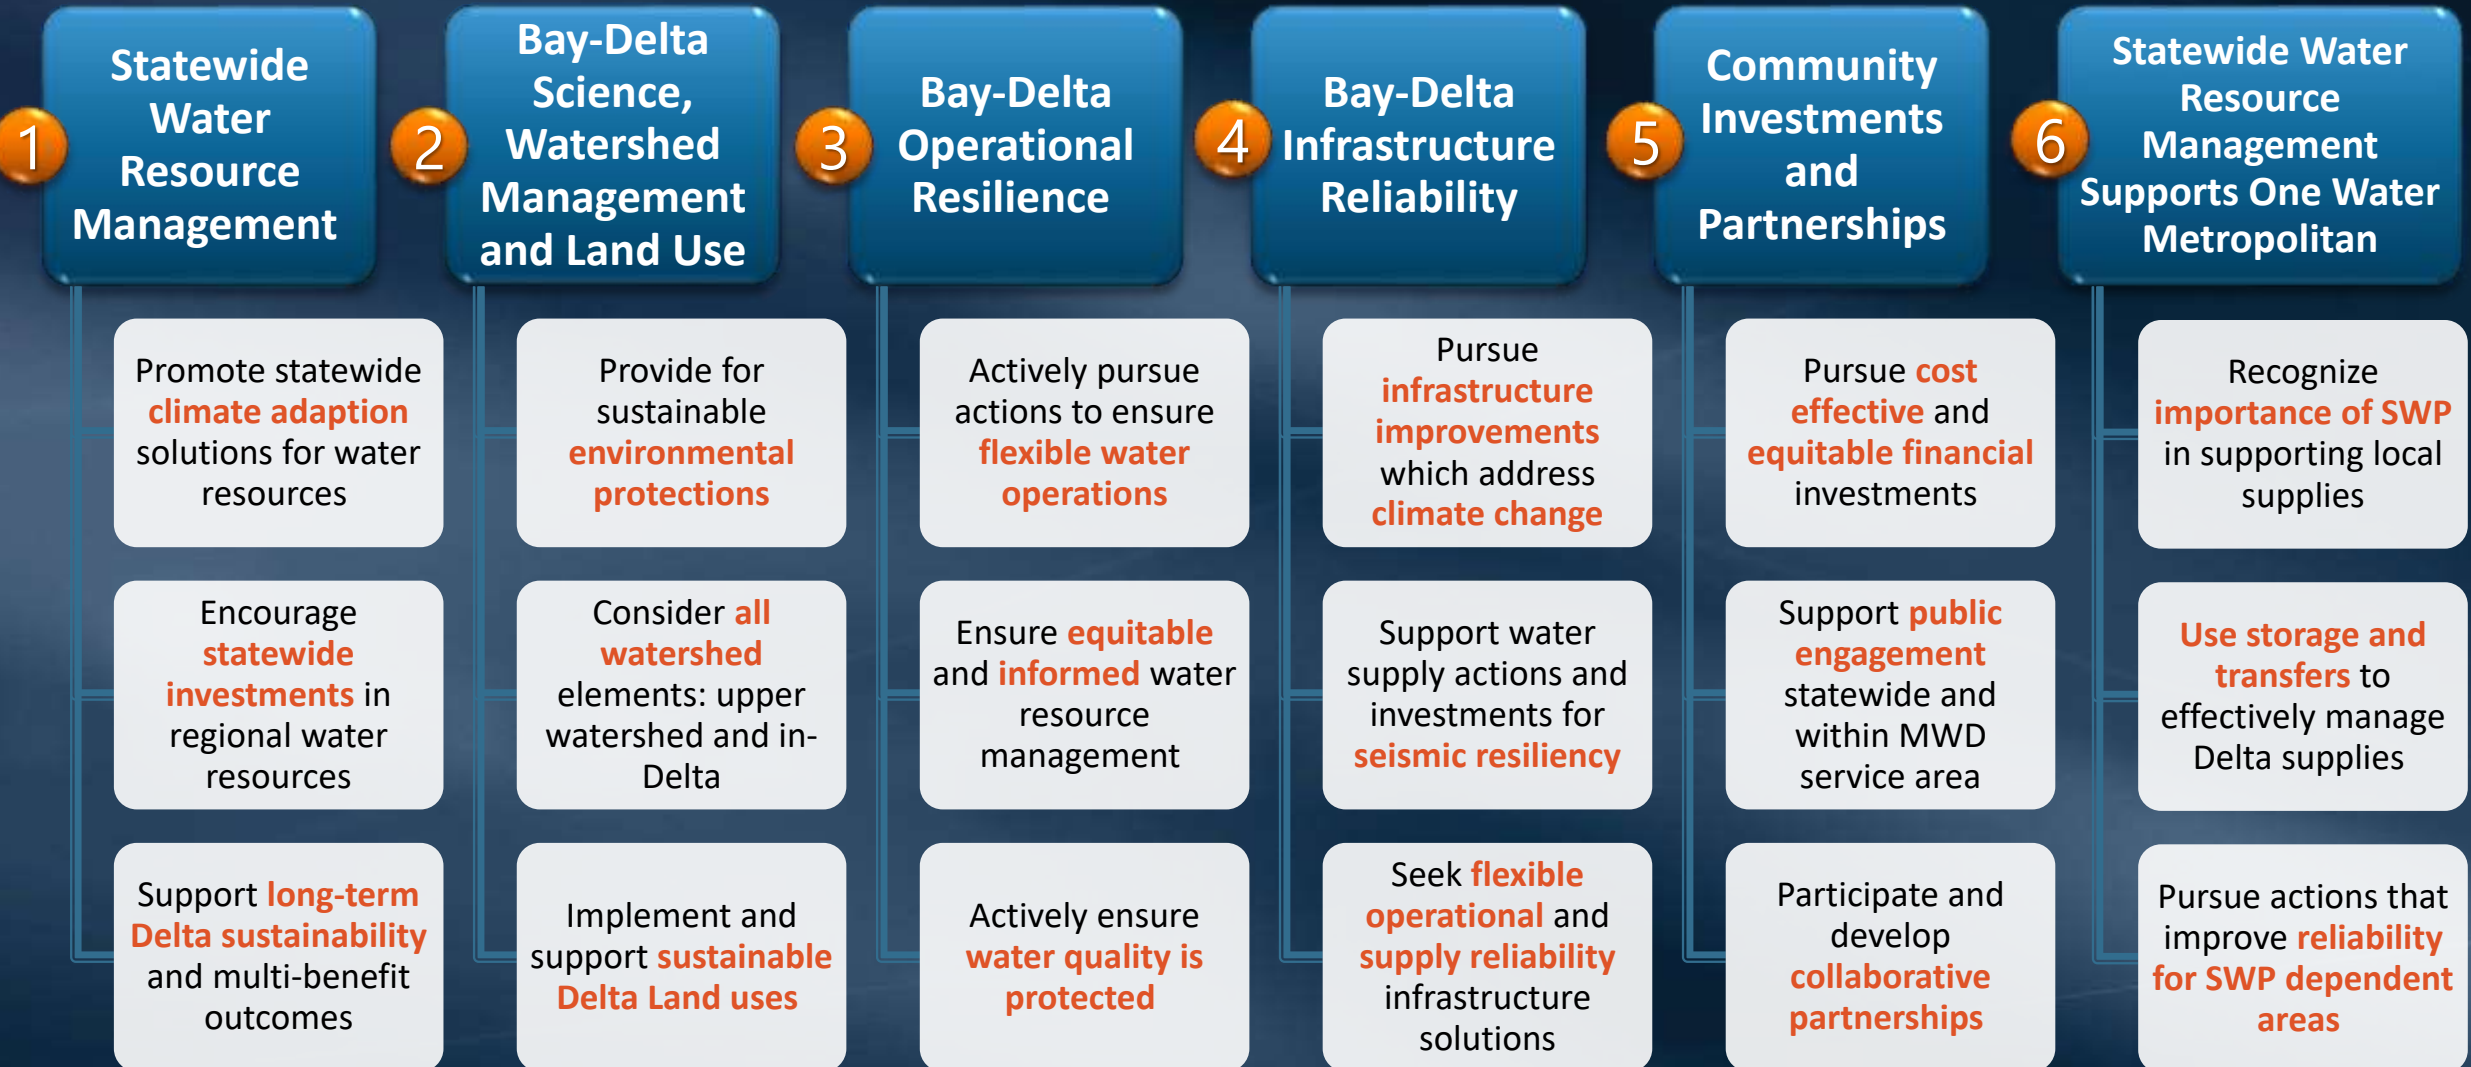 1
Statewide
Water
Resource
Management
Promote statewide
climate adaption
solutions for water
resources
Encourage
statewide
investments in
regional water
resources
Support long-term
Delta sustainability
and multi-benefit
outcomes
2
Bay-Delta
Science,
Watershed
Management
and Land Use
Provide for
sustainable
environmental
protections
Consider all
watershed
elements: upper
watershed and in-
Delta
Implement and
support sustainable
Delta Land uses
3
Bay-Delta
Operational
Resilience
Actively pursue
actions to ensure
flexible water
operations
Ensure equitable
and informed water
resource
management
Actively ensure
water quality is
protected
4
Bay-Delta
Infrastructure
Reliability
Pursue
infrastructure
improvements
which address
climate change
Support water
supply actions and
investments for
seismic resiliency
Seek flexible
operational and
supply reliability
infrastructure
solutions
5
Community
Investments
and
Partnerships
Pursue cost
effective and
equitable financial
investments
Support public
engagement
statewide and
within MWD
service area
Participate and
develop
collaborative
partnerships
6
Statewide Water
Resource
Management
Supports One Water
Metropolitan
Recognize
importance of SWP
in supporting local
supplies
Use storage and
transfers to
effectively manage
Delta supplies
Pursue actions that
improve reliability
for SWP dependent
areas